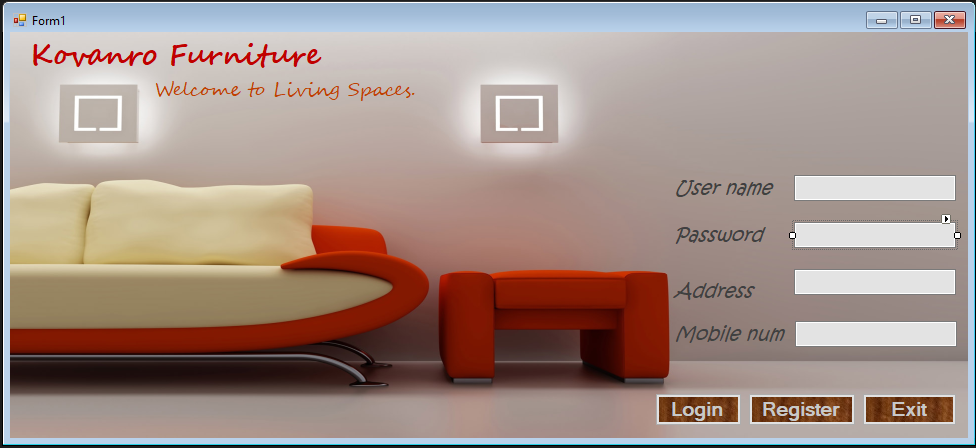 Form1
Kovanro Furniture
Welcome to Living Spaces.
User name
Password
Address
Mobile num
Login Register Exit